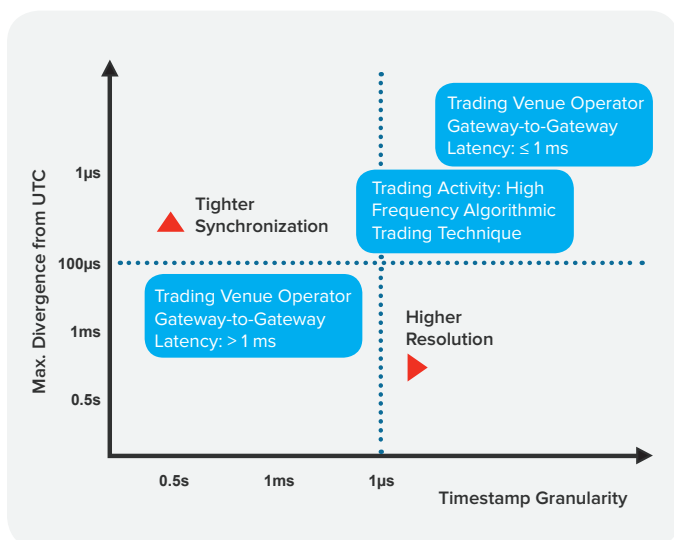 Trading Venue Operator
Gateway-to-Gateway
Latency: ≤ 1 ms
Trading Activity: High
Frequency Algorithmic
Trading Technique
Tighter
Synchronization
Trading Venue Operator
Gateway-to-Gateway
Latency: > 1 ms
Higher
Resolution
Max. Divergence from UTC
1µs
100µs
1ms
0.5s
0.5s
1ms
1µs
Timestamp Granularity